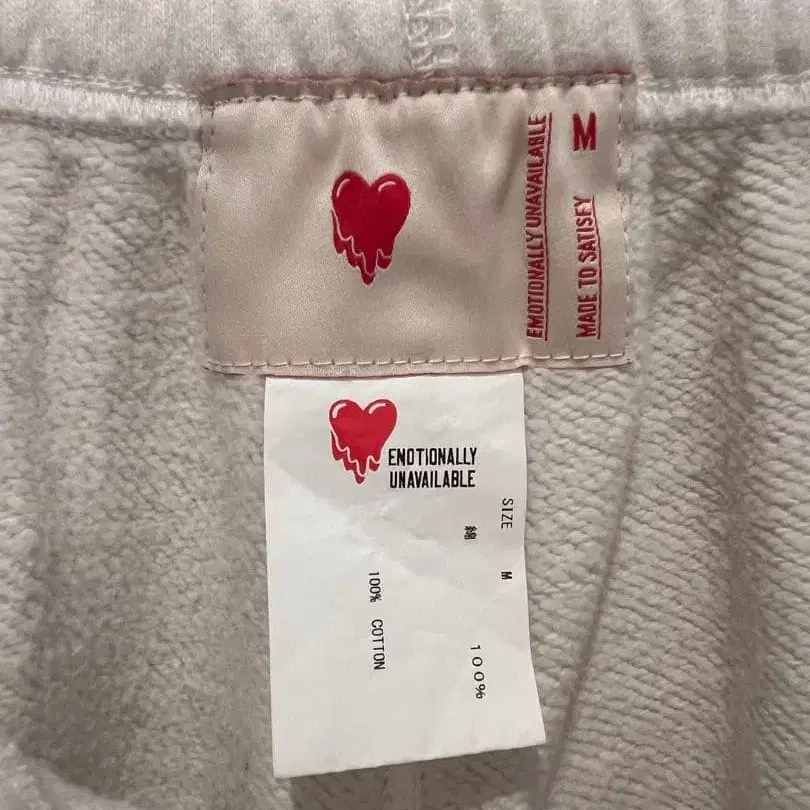 M
EMOTIONALLY UNAVAILABLE
MADE TO SATISFY
EMOTIONALLY
UNAVAILABLE
SIZE M
綿 100%
100% COTTON